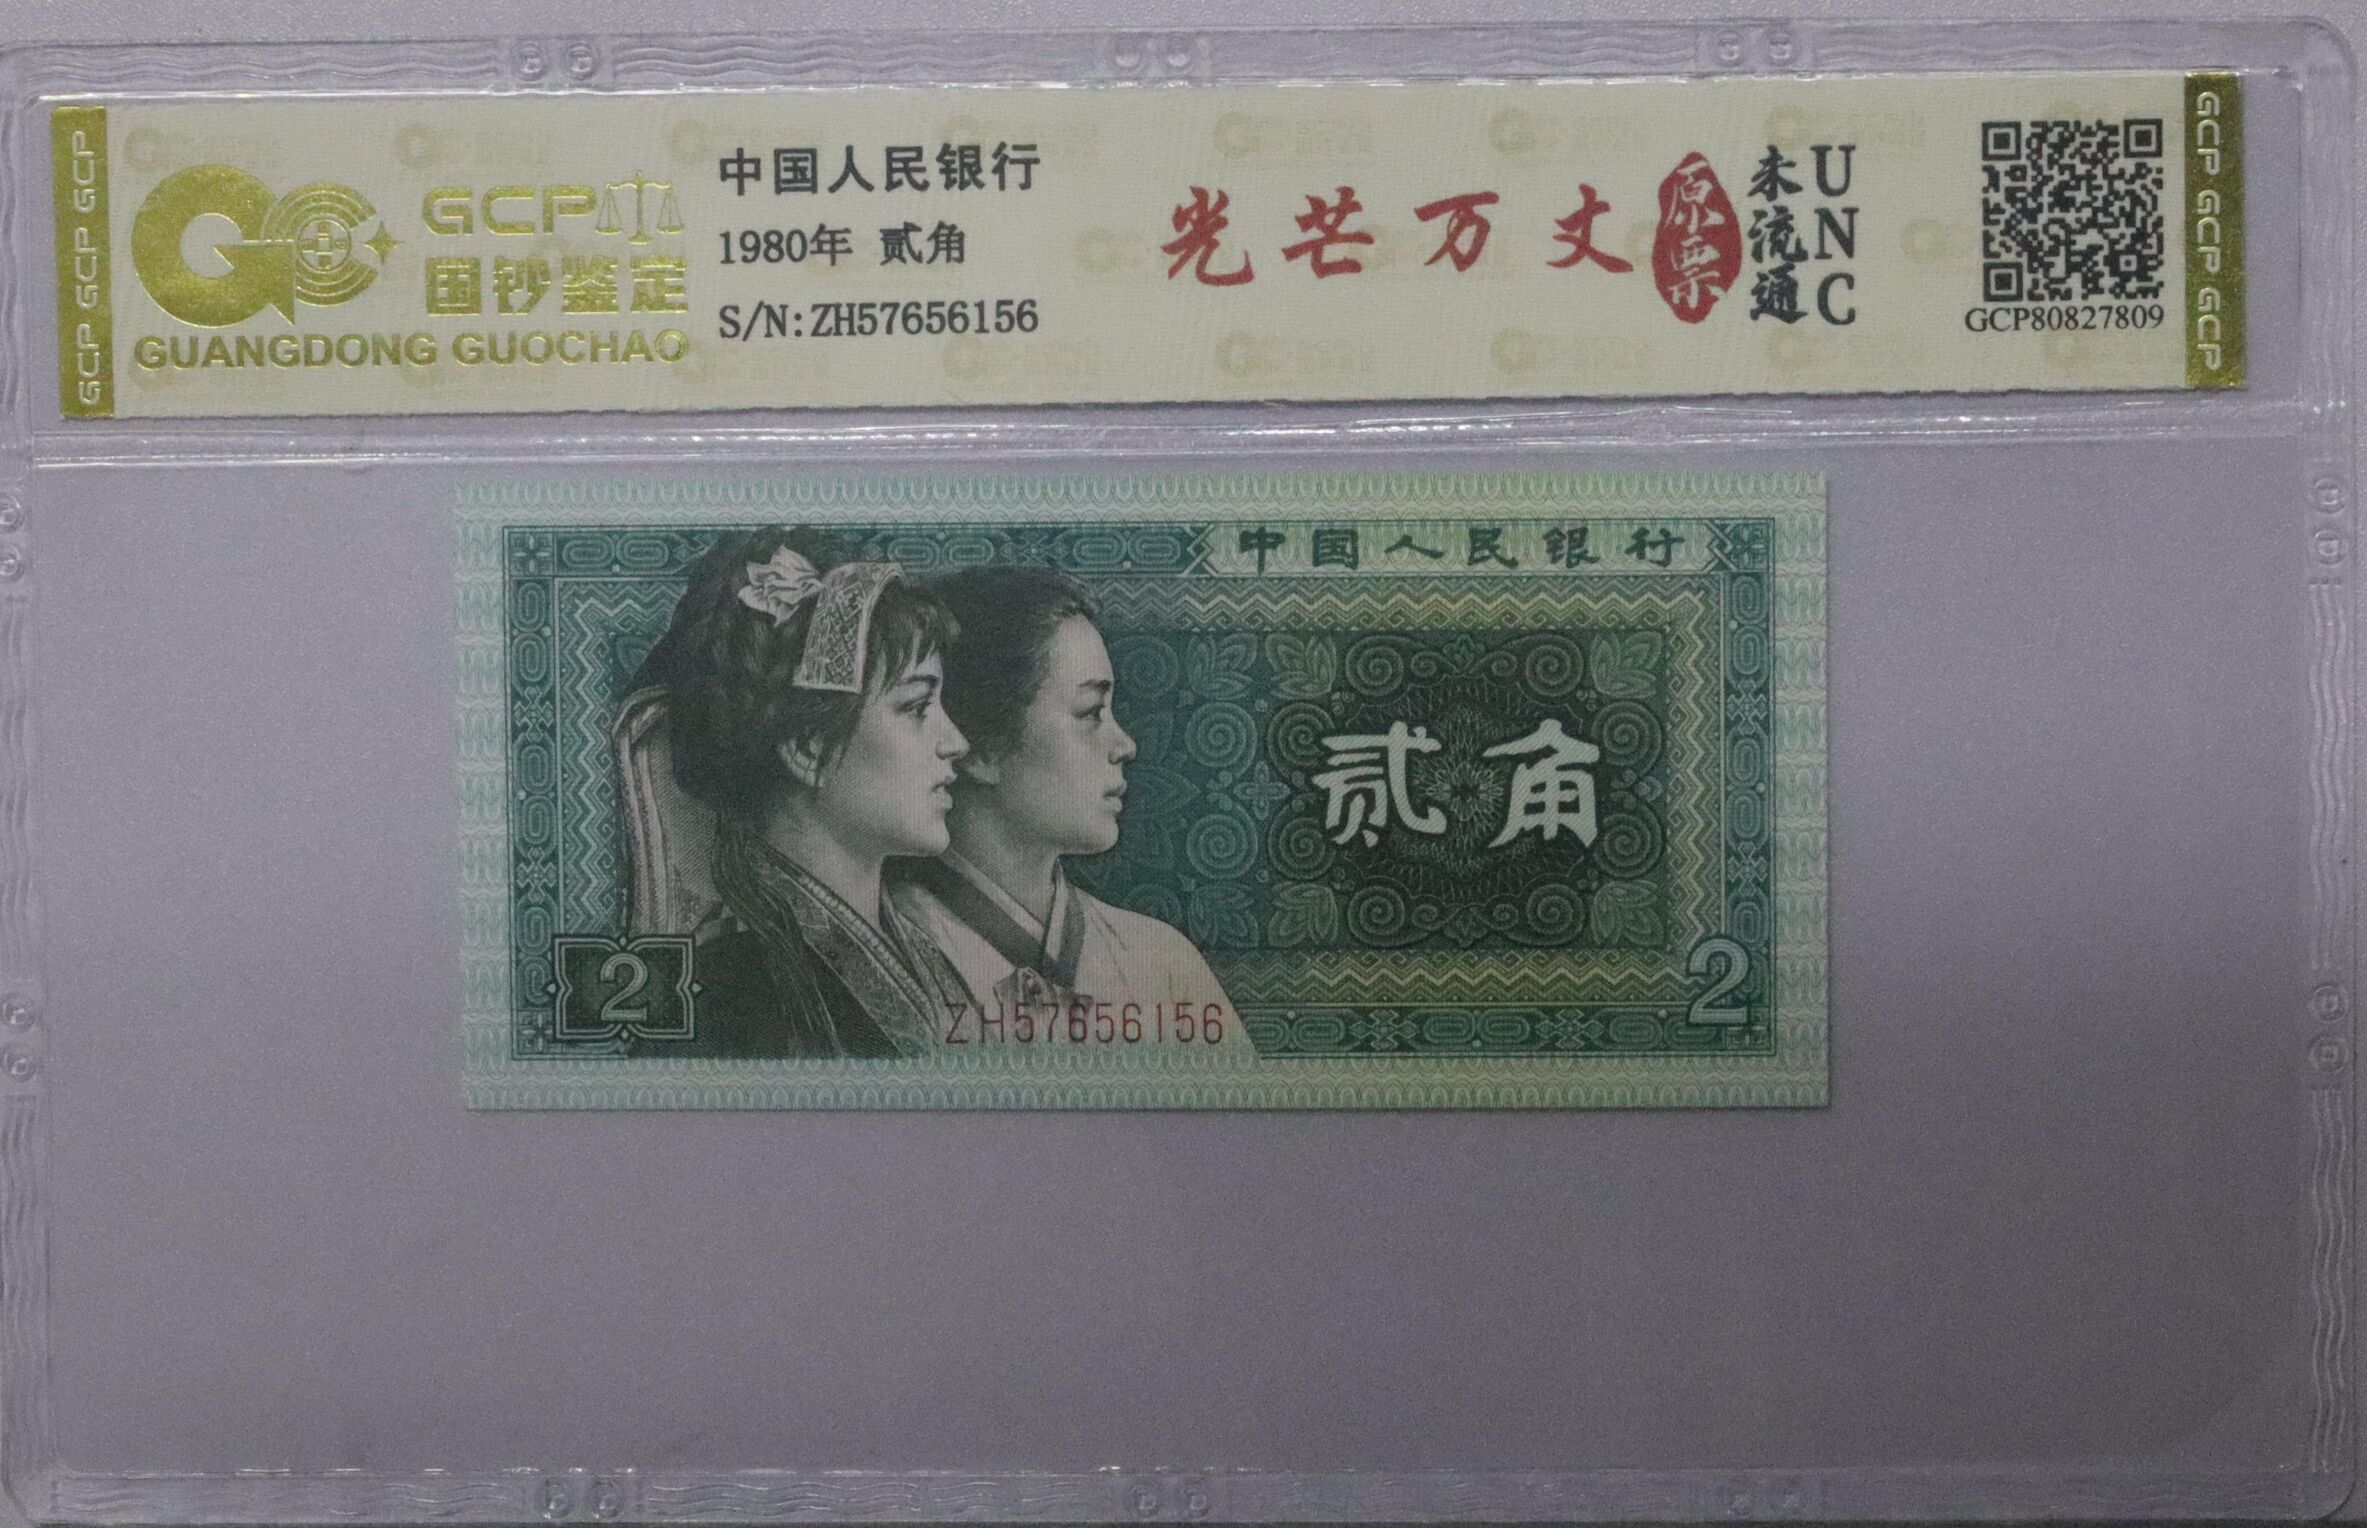 GCP GCP GCP
GCP
国钞鉴定
GUANGDONG GUOCHAO
中国人民银行
1980年 贰角
S/N:ZH57656156
光芒万丈
原票
未流通
UNC
GCP80827809
GCP GCP GCP
中国人民银行
贰角
2
ZH57656156
2